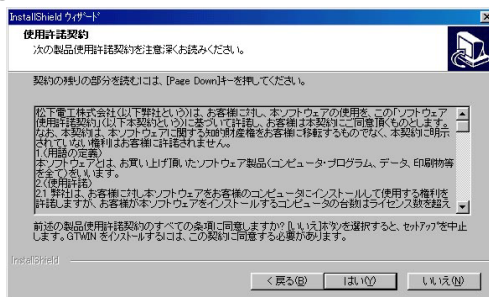 InstallShield ウィザード
使用許諾契約
次の製品使用許諾契約を注意深くお読みください。
契約の残りの部分を読むには、[Page Down]キーを押してください。
松下電工株式会社(以下弊社という)は、お客様に対し、本ソフトウェアの使用を、この「ソフトウェア
使用許諾契約」(以下本契約という)に基づいて許諾し、お客様は本契約にご同意頂くものとします。
なお、本契約は、本ソフトウェアに関する知的財産権をお客様に移転するものでなく、本契約に明示
されていない権利はお客様に許諾されません。
1.(用語の定義)
本ソフトウェアとは、お買い上げ頂いたソフトウェア製品(コンピュータ・プログラム、データ、印刷物等
を全て)をいいます。
2.(使用許諾)
2.1 弊社は、お客様に対し本ソフトウェアをお客様のコンピュータにインストールして使用する権利を
許諾しますが、お客様が本ソフトウェアをインストールするコンピュータの台数はライセンス数を超え
前述の製品使用許諾契約のすべての条項に同意しますか? [いいえ]ボタンを選択すると、セットアップを中止
します。GTWIN をインストールするには、この契約に同意する必要があります。
InstallShield
< 戻る(B)
はい(Y)
いいえ(N)